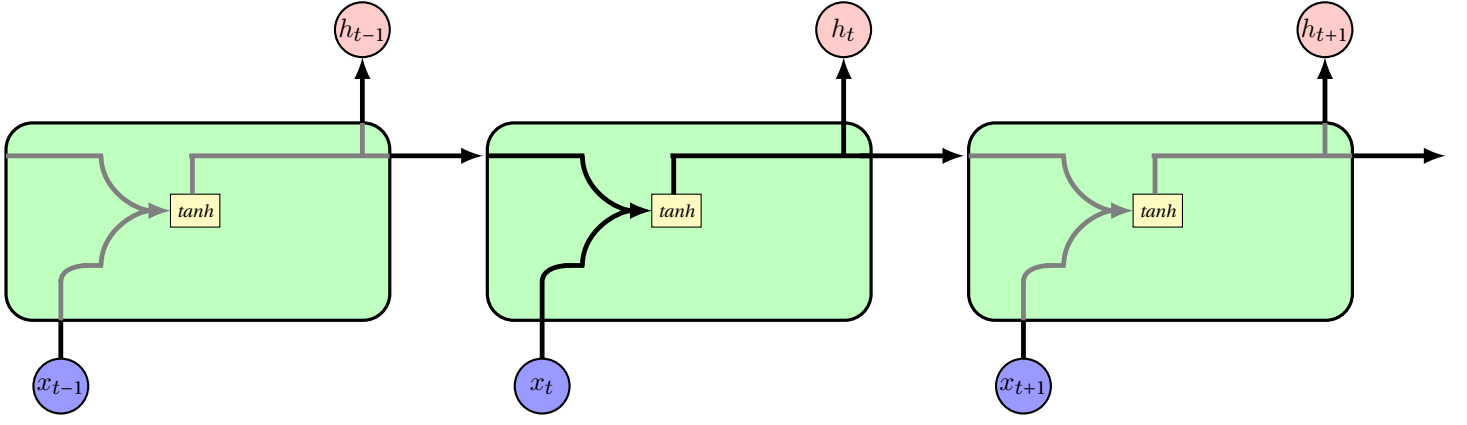 h_{t−1} h_t h_{t+1}
tanh tanh tanh
x_{t−1} x_t x_{t+1}